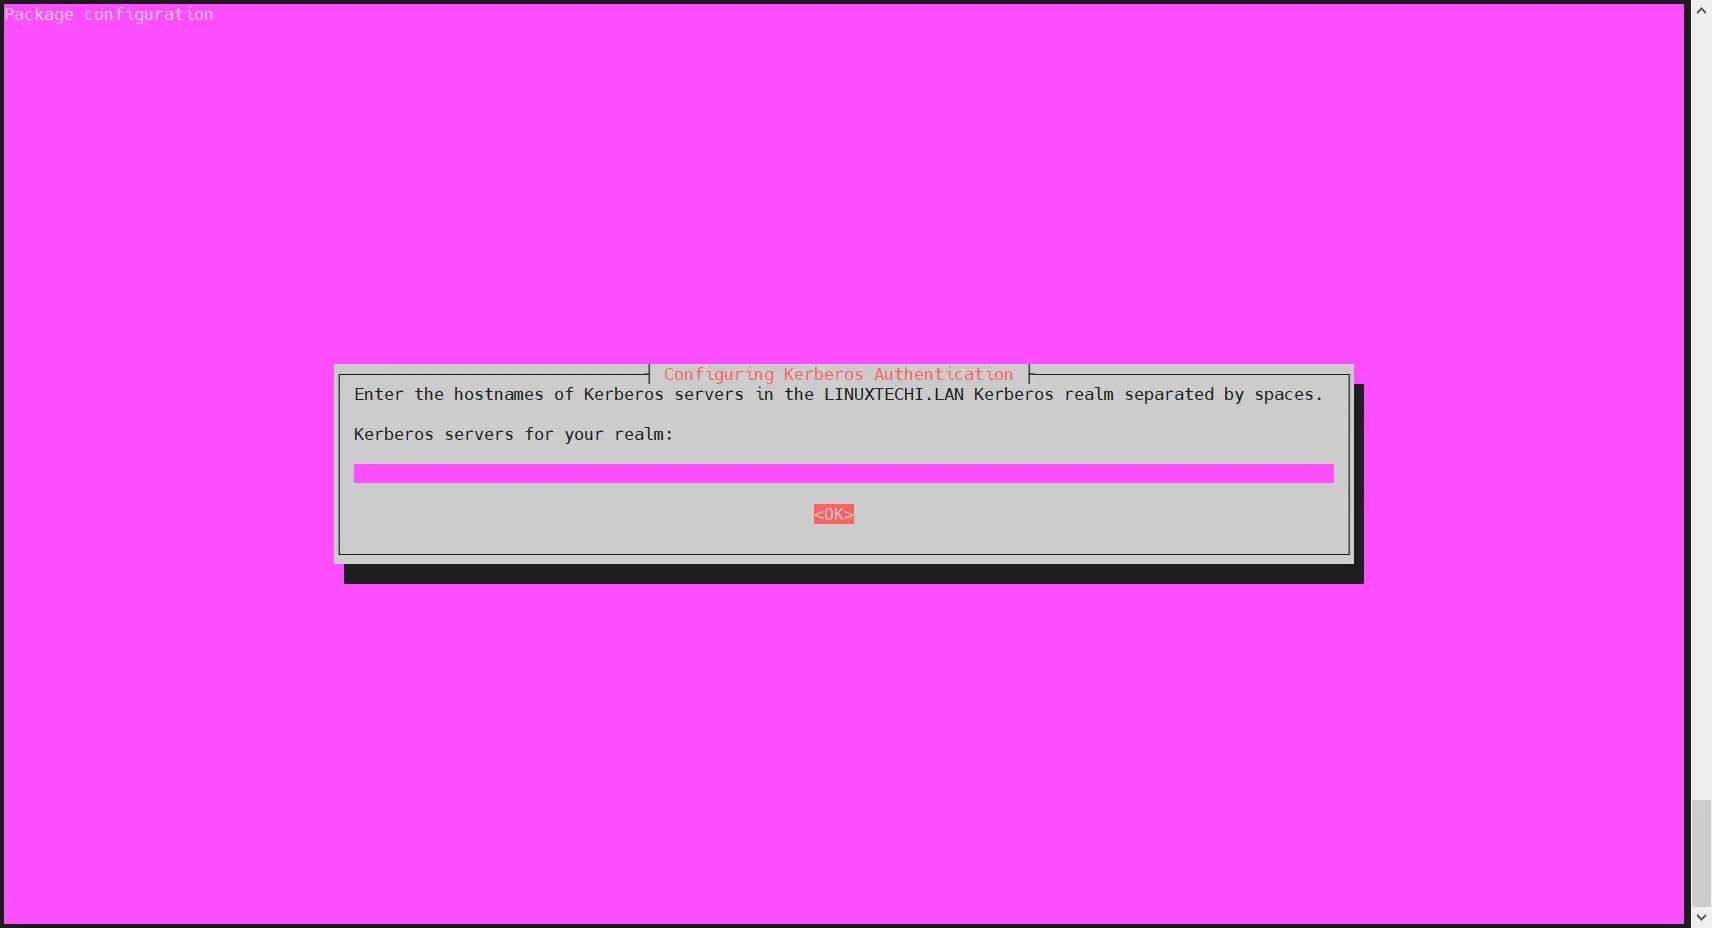 Package configuration
Configuring Kerberos Authentication
Enter the hostnames of Kerberos servers in the LINUXTECHI.LAN Kerberos realm separated by spaces.
Kerberos servers for your realm:
<OK>